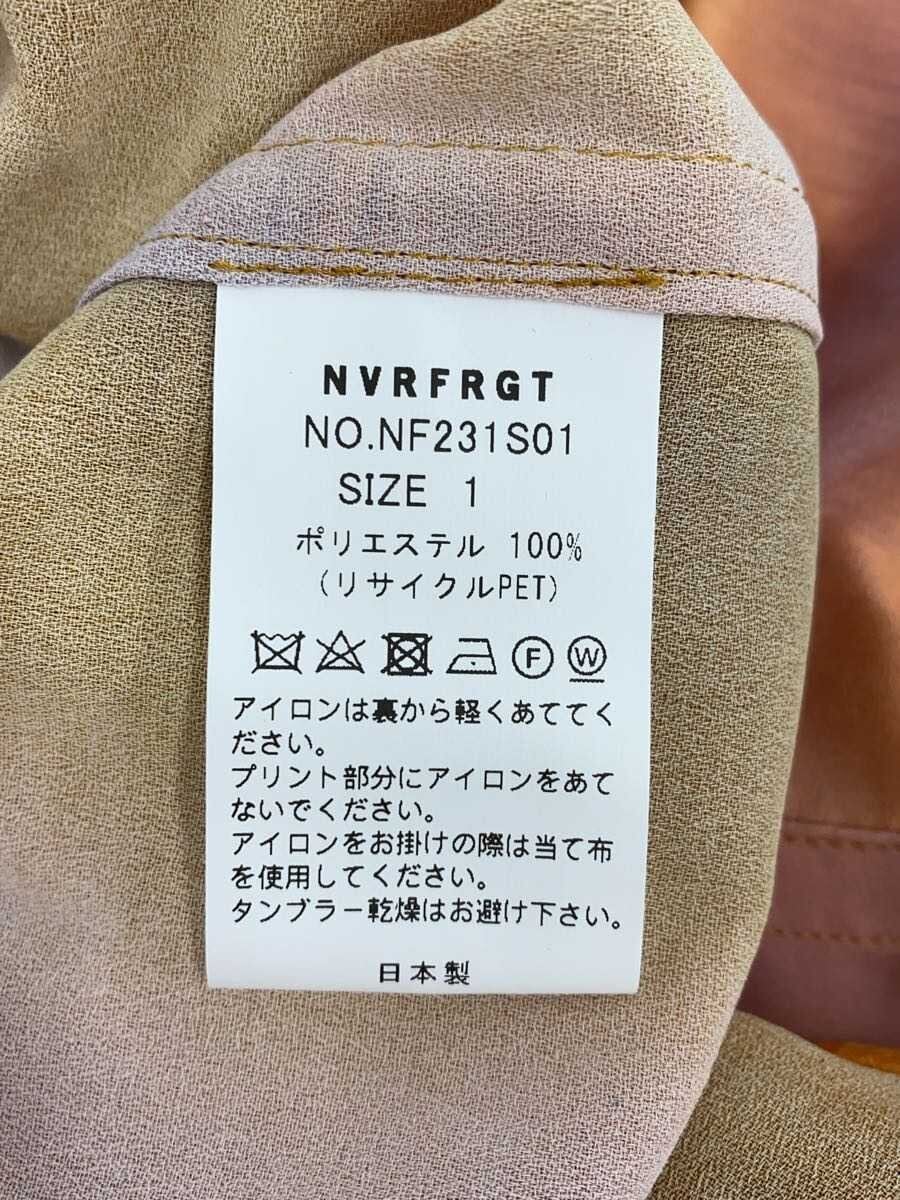 NVRFRGT
NO.NF231S01
SIZE 1
ポリエステル 100%
(リサイクルPET)
F W
アイロンは裏から軽くあててく
ださい。
プリント部分にアイロンをあて
ないでください。
アイロンをお掛けの際は当て布
を使用してください。
タンブラー乾燥はお避け下さい。
日本製